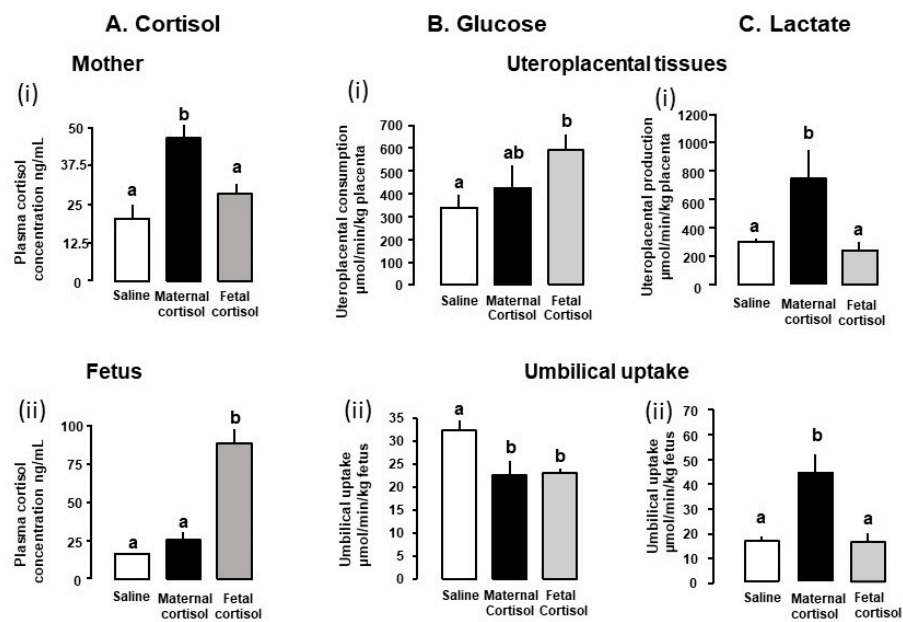 A. Cortisol
B. Glucose
C. Lactate
Mother
Uteroplacental tissues
(i)
Plasma cortisol
concentration ng/mL
50
37.5
25
12.5
0
a
b
a
Saline
Maternal
cortisol
Fetal
cortisol
(i)
Uteroplacental consumption
µmol/min/kg placenta
700
600
500
400
300
200
100
0
a
ab
b
Saline
Maternal
Cortisol
Fetal
Cortisol
(i)
Uteroplacental production
µmol/min/kg placenta
1200
1000
800
600
400
200
0
a
b
a
Saline
Maternal
cortisol
Fetal
cortisol
Fetus
Umbilical uptake
(ii)
Plasma cortisol
concentration ng/mL
100
75
50
25
0
a
a
b
Saline
Maternal
cortisol
Fetal
cortisol
(ii)
Umbilical uptake
µmol/min/kg fetus
35
30
25
20
15
10
5
0
a
b
b
Saline
Maternal
Cortisol
Fetal
Cortisol
(ii)
Umbilical uptake
µmol/min/kg fetus
70
60
50
40
30
20
10
0
a
b
a
Saline
Maternal
cortisol
Fetal
cortisol